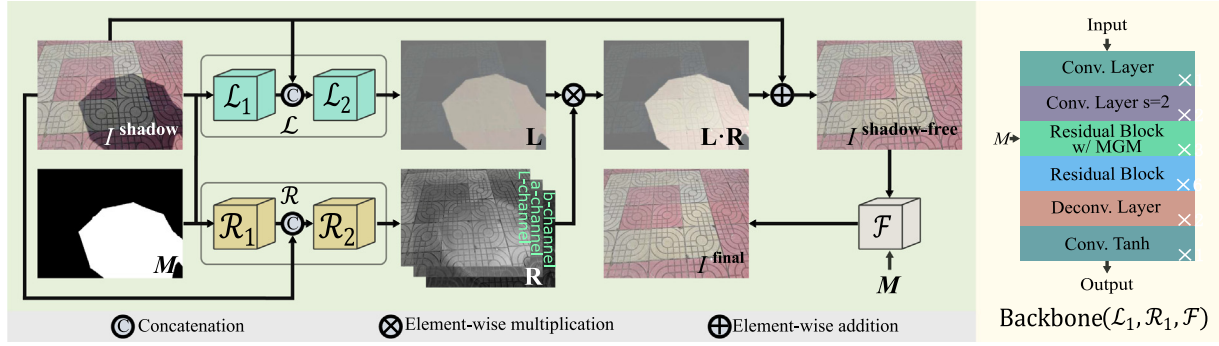 I shadow
ℒ₁
C
ℒ₂
ℒ
L
L·R
I shadow-free
M
ℛ
ℛ₁
C
ℛ₂
L-channel
a-channel
b-channel
R
I final
ℱ
M
C Concatenation
⊗ Element-wise multiplication
⊕ Element-wise addition
Input
Conv. Layer ×
Conv. Layer s=2 ×
M
Residual Block
w/ MGM ×
Residual Block ×
Deconv. Layer ×
Conv. Tanh ×
Output
Backbone(ℒ₁, ℛ₁, ℱ)